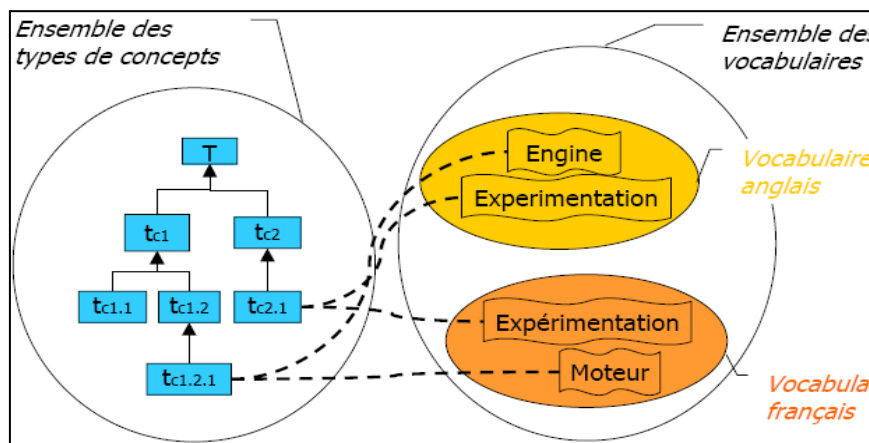 Ensemble des
types de concepts
Ensemble des
vocabulaires
T
tc1
tc2
tc1.1
tc1.2
tc2.1
tc1.2.1
Engine
Experimentation
Vocabulaire
anglais
Expérimentation
Moteur
Vocabula
français